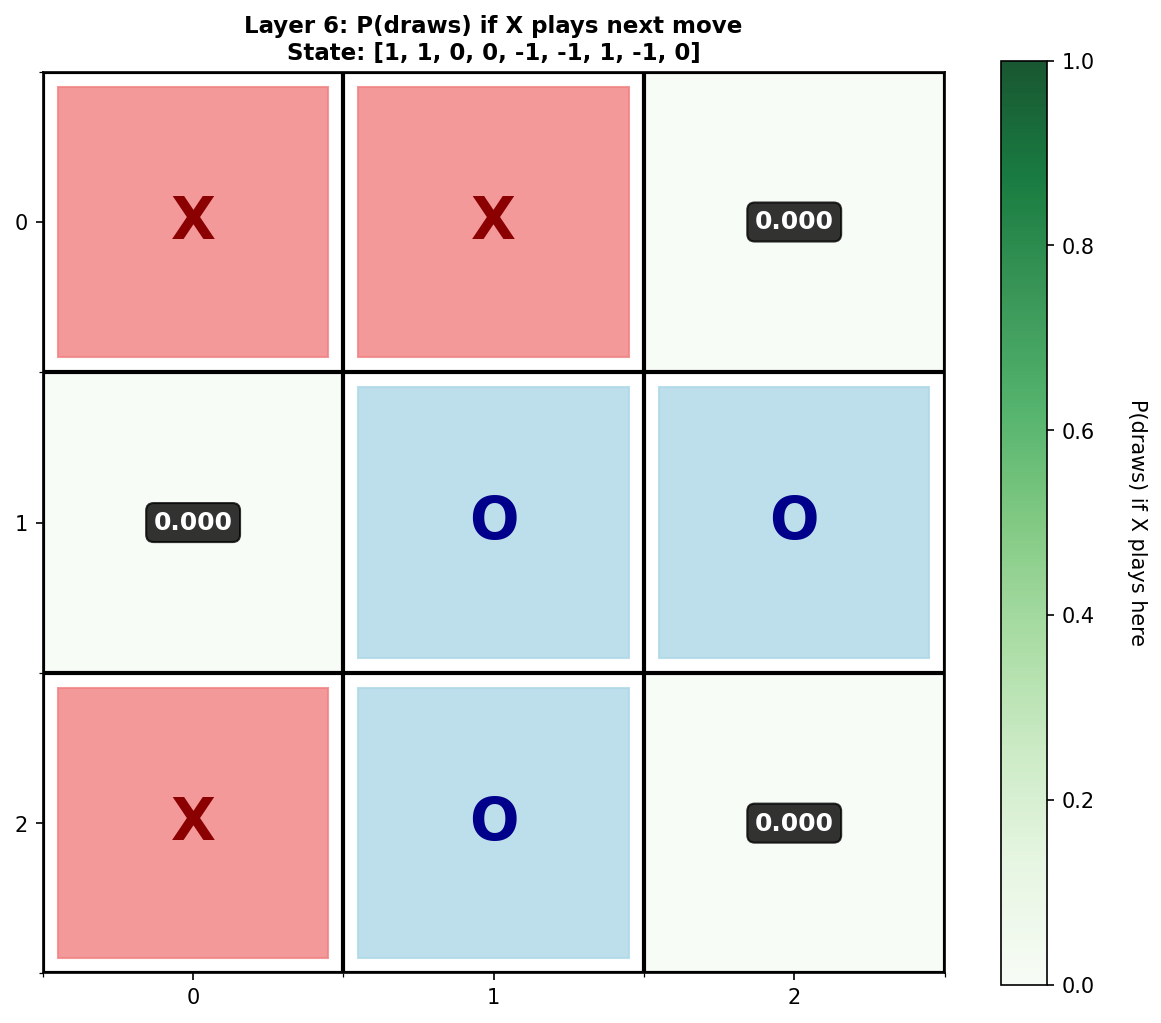 Layer 6: P(draws) if X plays next move
State: [1, 1, 0, 0, -1, -1, 1, -1, 0]
X X 0.000
0.000 O O
X O 0.000
0
1
2
0 1 2
1.0
0.8
0.6
0.4
0.2
0.0
P(draws) if X plays here